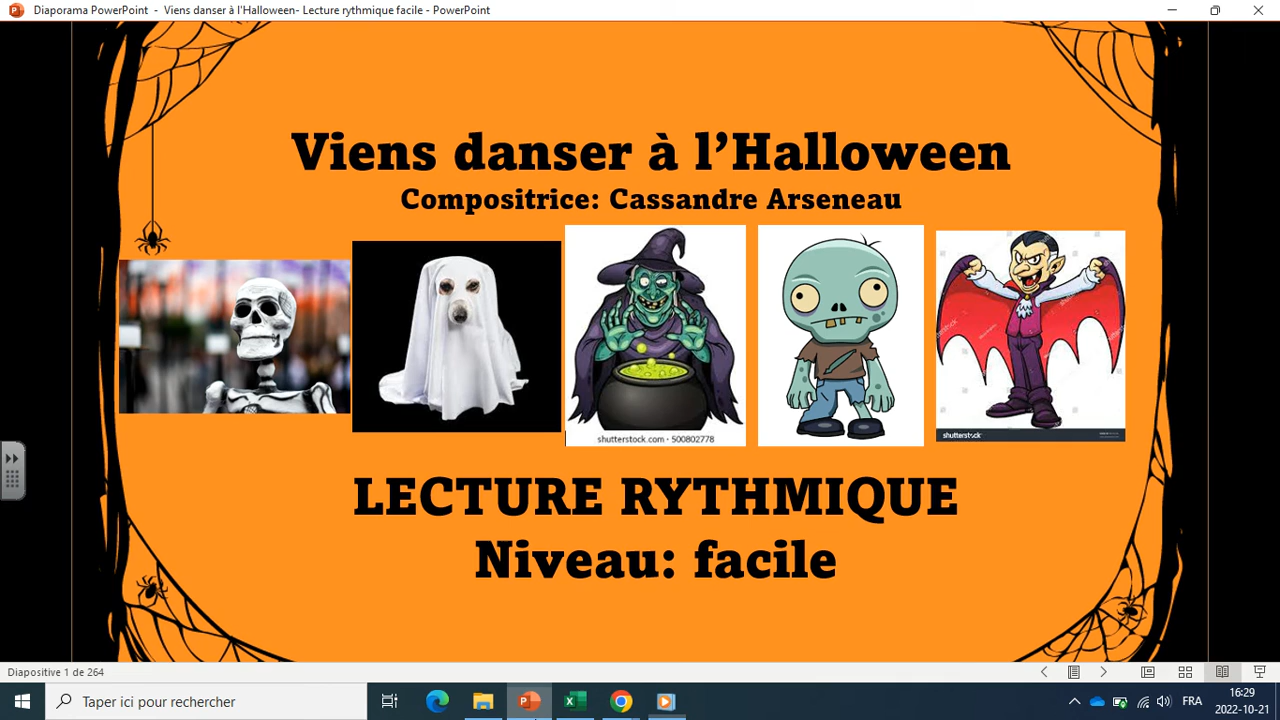 Diaporama PowerPoint - Viens danser à l'Halloween- Lecture rythmique facile - PowerPoint
Viens danser à l’Halloween
Compositrice: Cassandre Arseneau
shutterstock.com · 500802778
shutterstock
LECTURE RYTHMIQUE
Niveau: facile
Diapositive 1 de 264
Taper ici pour rechercher
FRA
16:29
2022-10-21